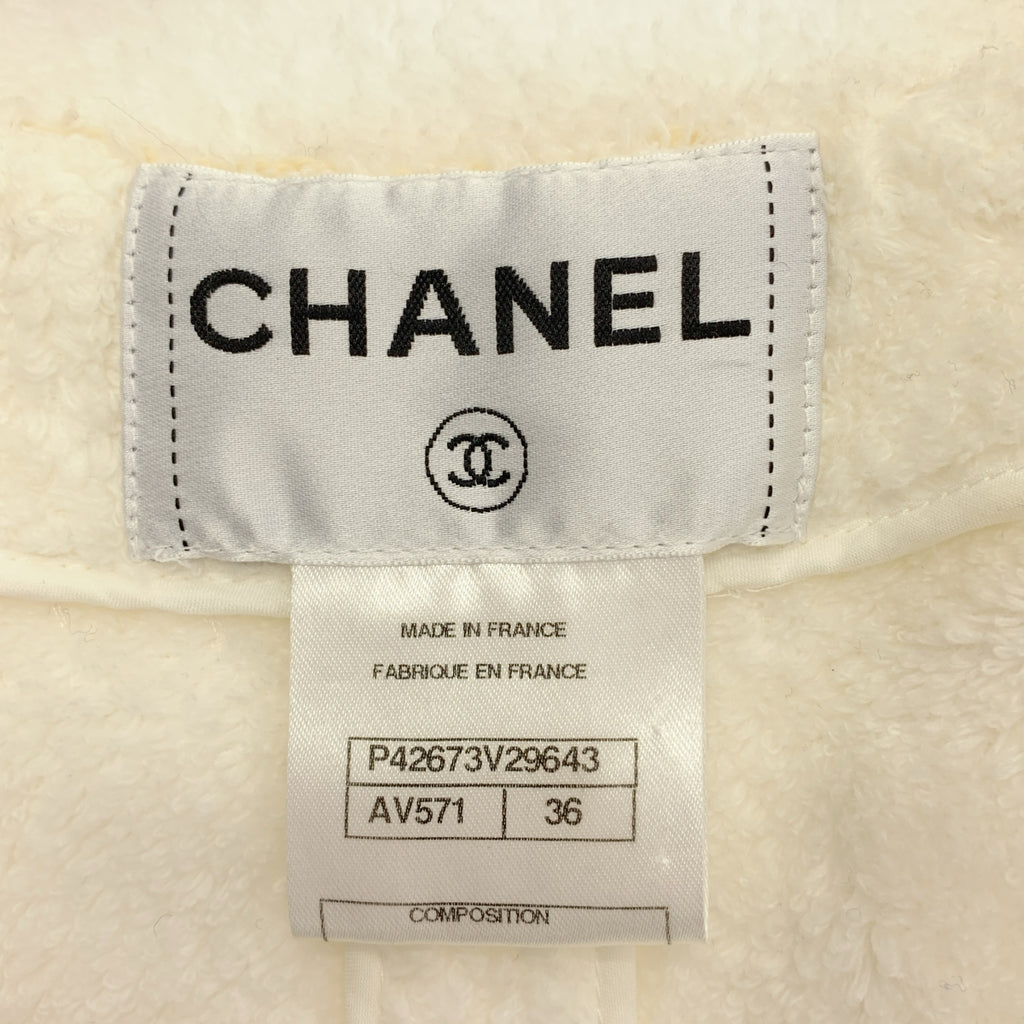 CHANEL
MADE IN FRANCE
FABRIQUE EN FRANCE
P42673V29643
AV571 36
COMPOSITION